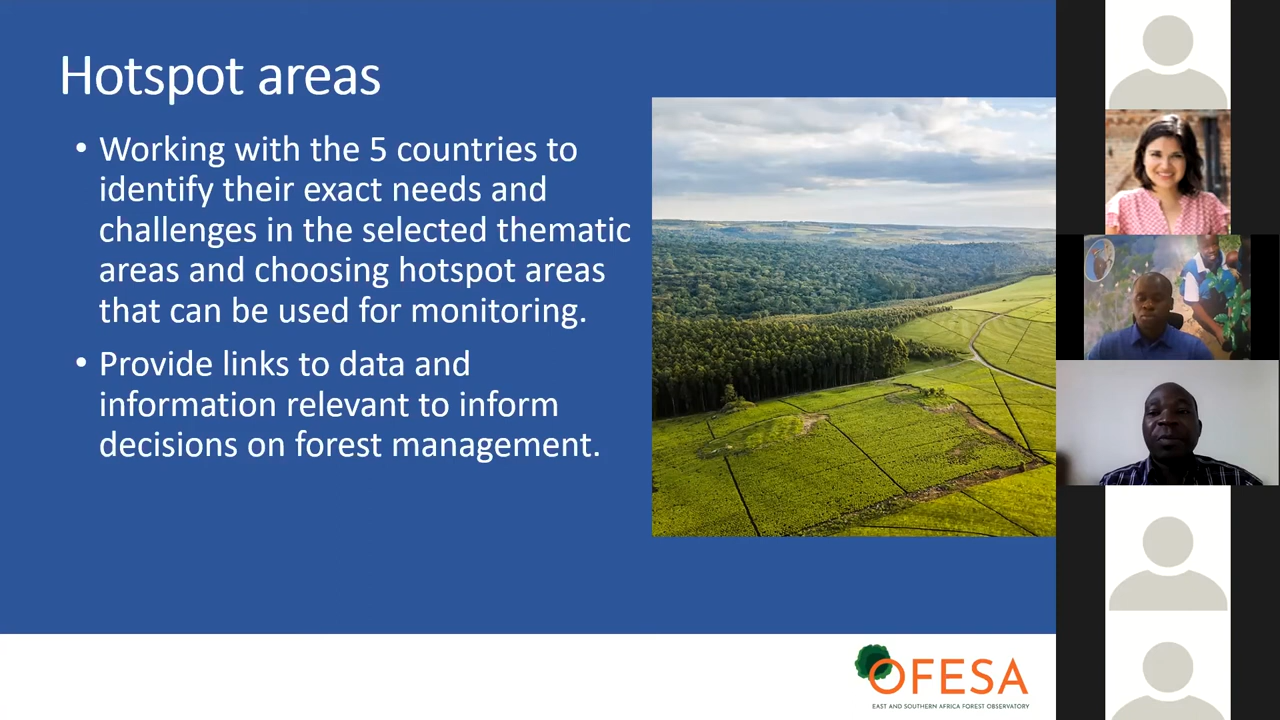 Hotspot areas
• Working with the 5 countries to
identify their exact needs and
challenges in the selected thematic
areas and choosing hotspot areas
that can be used for monitoring.
• Provide links to data and
information relevant to inform
decisions on forest management.
OFESA
EAST AND SOUTHERN AFRICA FOREST OBSERVATORY